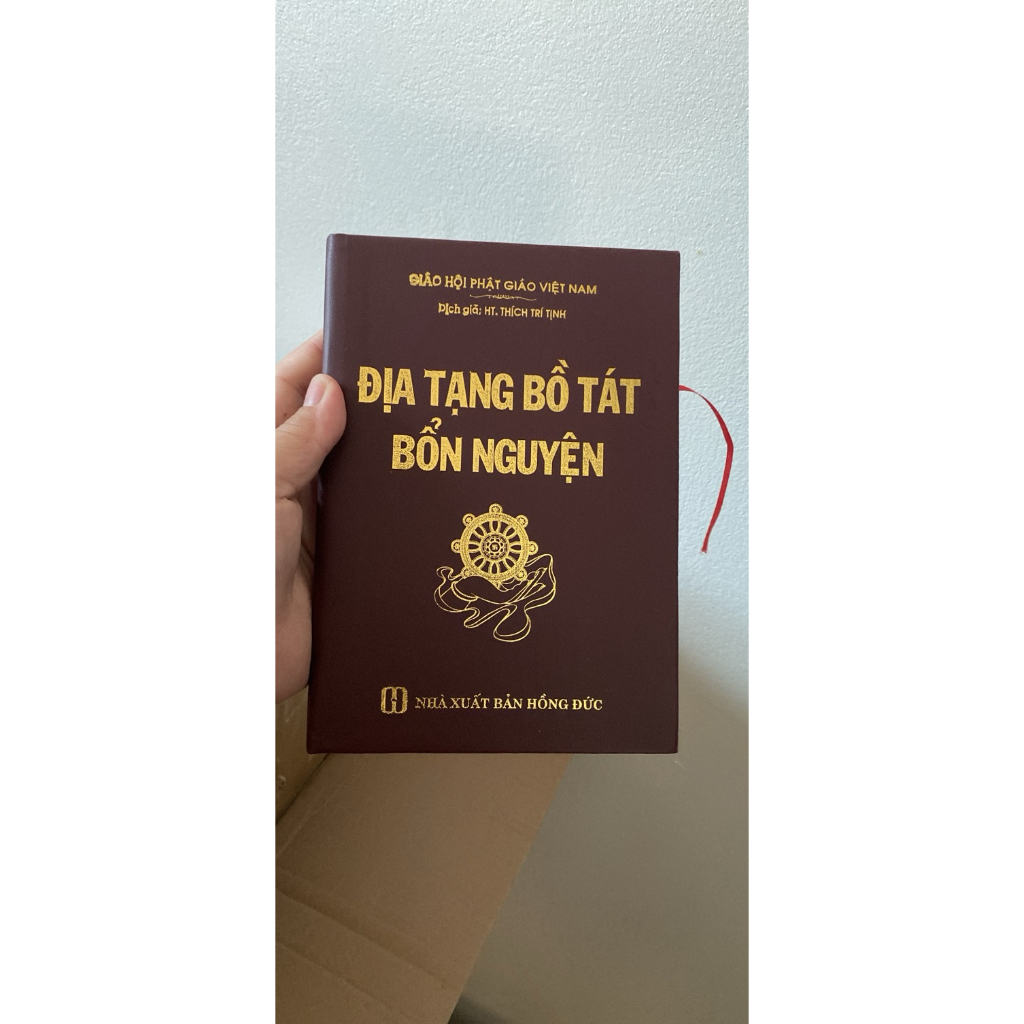 GIÁO HỘI PHẬT GIÁO VIỆT NAM
Dịch giả: HT. THÍCH TRÍ TỊNH
ĐỊA TẠNG BỒ TÁT
BỔN NGUYỆN
NHÀ XUẤT BẢN HỒNG ĐỨC